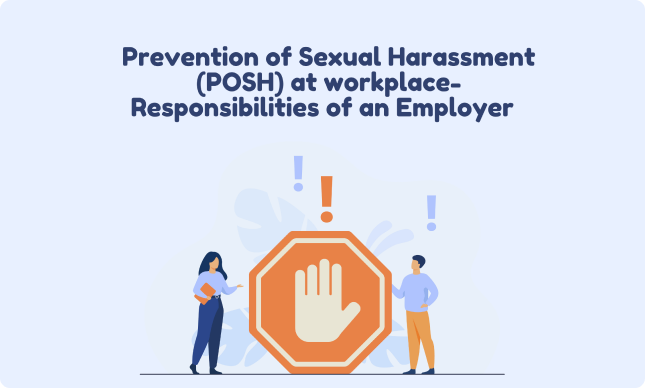 Prevention of Sexual Harassment
(POSH) at workplace-
Responsibilities of an Employer
! ! !